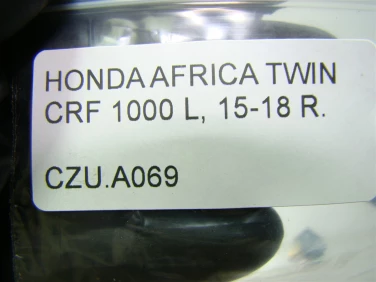 HONDA AFRICA TWIN
CRF 1000 L, 15-18 R.
CZU.A069